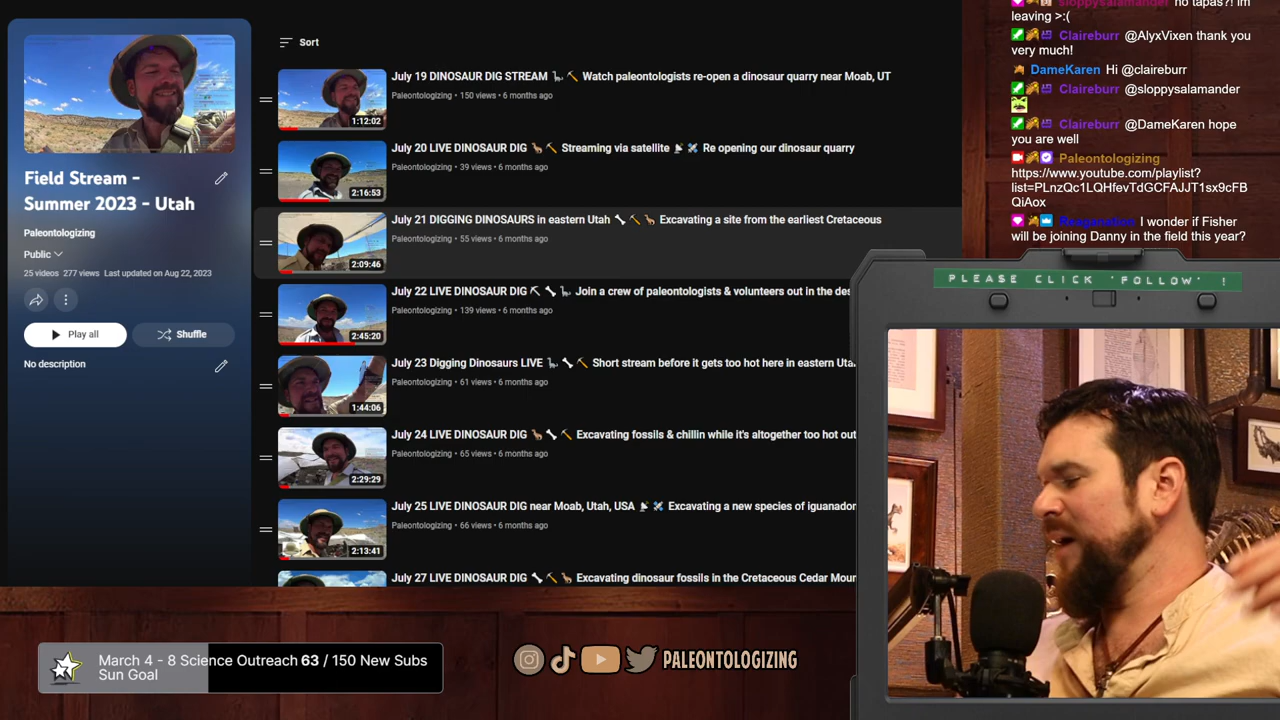 Field Stream -
Summer 2023 - Utah
Paleontologizing
Public
25 videos 277 views Last updated on Aug 22, 2023
Play all
Shuffle
No description
Sort
July 19 DINOSAUR DIG STREAM 🦕 ⛏️ Watch paleontologists re-open a dinosaur quarry near Moab, UT
Paleontologizing • 150 views • 6 months ago
1:12:02
July 20 LIVE DINOSAUR DIG 🦕 ⛏️ Streaming via satellite 📡 🛰️ Re opening our dinosaur quarry
Paleontologizing • 39 views • 6 months ago
2:16:53
July 21 DIGGING DINOSAURS in eastern Utah 🦴 ⛏️ 🦕 Excavating a site from the earliest Cretaceous
Paleontologizing • 55 views • 6 months ago
2:09:46
July 22 LIVE DINOSAUR DIG ⛏️ 🦴 🦕 Join a crew of paleontologists & volunteers out in the des
Paleontologizing • 139 views • 6 months ago
2:45:20
July 23 Digging Dinosaurs LIVE 🦕 🦴 ⛏️ Short stream before it gets too hot here in eastern Uta
Paleontologizing • 61 views • 6 months ago
1:44:06
July 24 LIVE DINOSAUR DIG 🦕 🦴 ⛏️ Excavating fossils & chillin while it's altogether too hot out
Paleontologizing • 65 views • 6 months ago
2:29:29
July 25 LIVE DINOSAUR DIG near Moab, Utah, USA 📡 🛰️ Excavating a new species of iguanadon
Paleontologizing • 66 views • 6 months ago
2:13:41
July 27 LIVE DINOSAUR DIG 🦴 ⛏️ 🦕 Excavating dinosaur fossils in the Cretaceous Cedar Moun
sloppysalamander no tapas?! im
leaving >:(
Claireburr @AlyxVixen thank you
very much!
DameKaren Hi @claireburr
Claireburr @sloppysalamander
Claireburr @DameKaren hope
you are well
Paleontologizing
https://www.youtube.com/playlist?
list=PLnzQc1LQHfevTdGCFAJJT1sx9cFB
QiAox
I wonder if Fisher
will be joining Danny in the field this year?
PLEASE CLICK 'FOLLOW' !
March 4 - 8 Science Outreach 63 / 150 New Subs
Sun Goal
PALEONTOLOGIZING